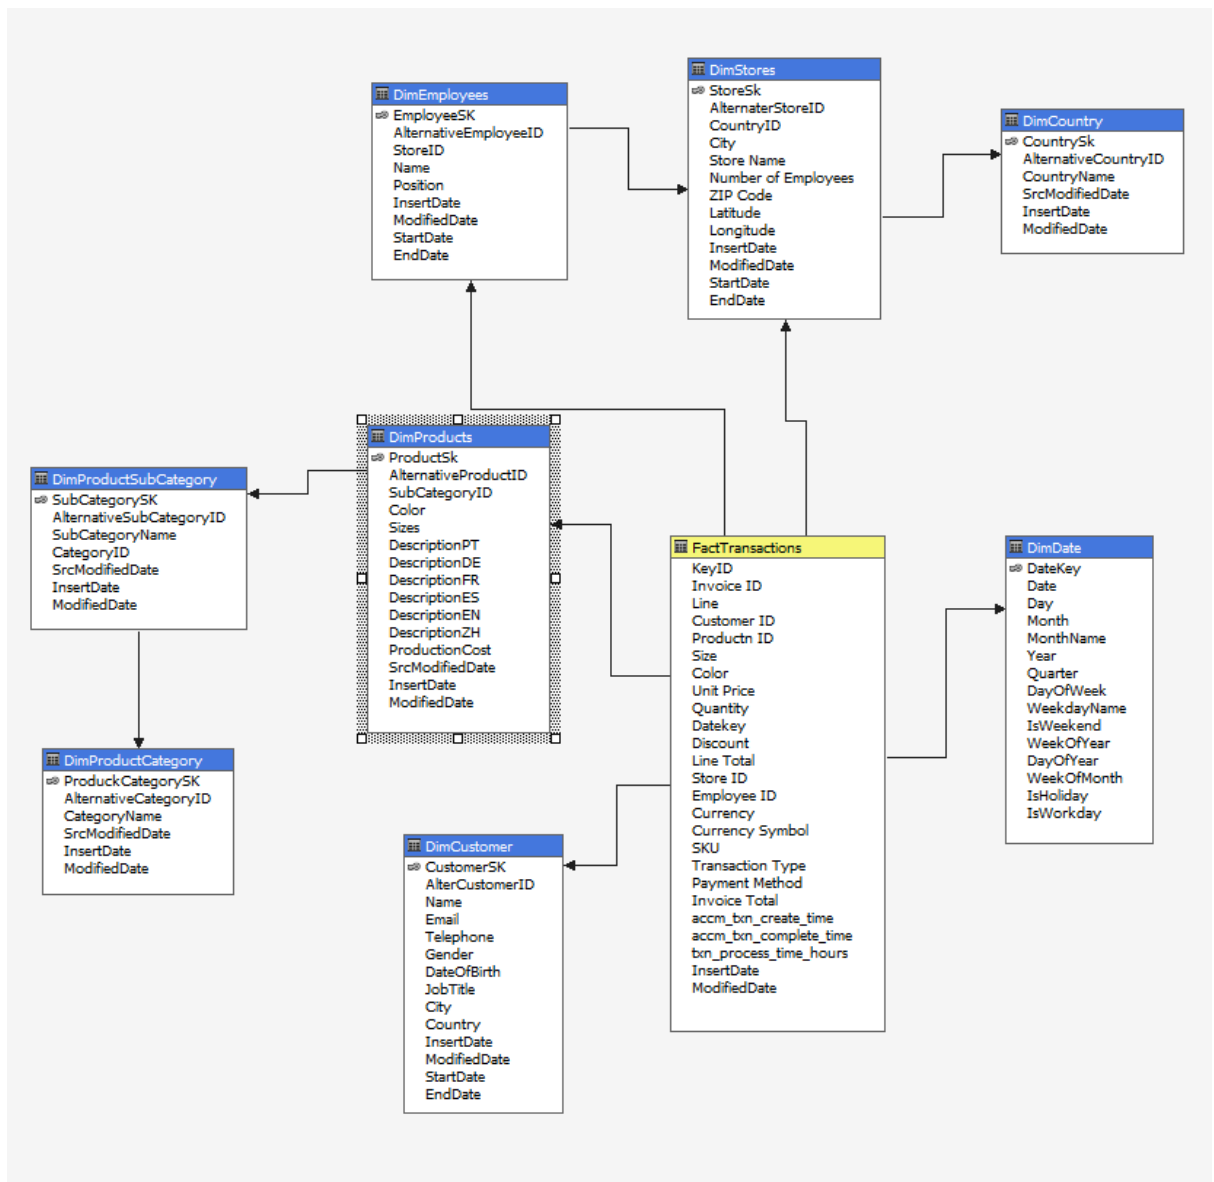 DimEmployees
EmployeeSK
AlternativeEmployeeID
StoreID
Name
Position
InsertDate
ModifiedDate
StartDate
EndDate
DimStores
StoreSk
AlternaterStoreID
CountryID
City
Store Name
Number of Employees
ZIP Code
Latitude
Longitude
InsertDate
ModifiedDate
StartDate
EndDate
DimCountry
CountrySk
AlternativeCountryID
CountryName
SrcModifiedDate
InsertDate
ModifiedDate
DimProductSubCategory
SubCategorySK
AlternativeSubCategoryID
SubCategoryName
CategoryID
SrcModifiedDate
InsertDate
ModifiedDate
DimProducts
ProductSk
AlternativeProductID
SubCategoryID
Color
Sizes
DescriptionPT
DescriptionDE
DescriptionFR
DescriptionES
DescriptionEN
DescriptionZH
ProductionCost
SrcModifiedDate
InsertDate
ModifiedDate
FactTransactions
KeyID
Invoice ID
Line
Customer ID
Productn ID
Size
Color
Unit Price
Quantity
Datekey
Discount
Line Total
Store ID
Employee ID
Currency
Currency Symbol
SKU
Transaction Type
Payment Method
Invoice Total
accm_txn_create_time
accm_txn_complete_time
txn_process_time_hours
InsertDate
ModifiedDate
DimDate
DateKey
Date
Day
Month
MonthName
Year
Quarter
DayOfWeek
WeekdayName
IsWeekend
WeekOfYear
DayOfYear
WeekOfMonth
IsHoliday
IsWorkday
DimProductCategory
ProduckCategorySK
AlternativeCategoryID
CategoryName
SrcModifiedDate
InsertDate
ModifiedDate
DimCustomer
CustomerSK
AlterCustomerID
Name
Email
Telephone
Gender
DateOfBirth
JobTitle
City
Country
InsertDate
ModifiedDate
StartDate
EndDate